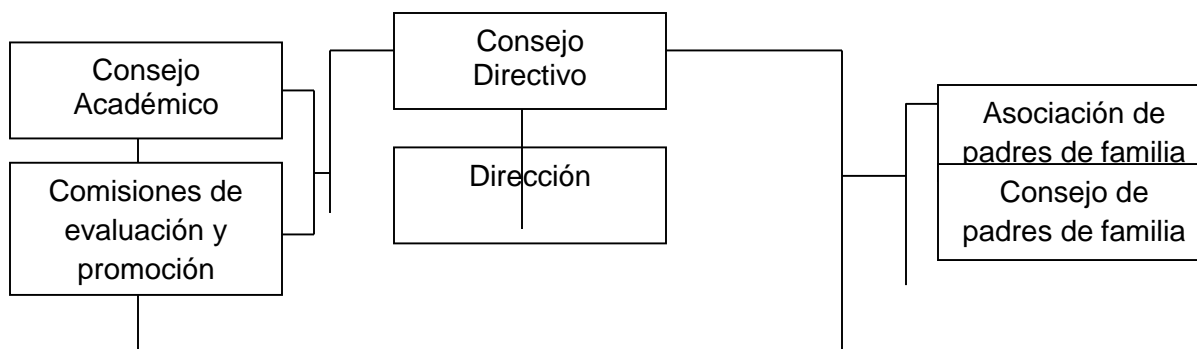 Consejo
Directivo
Consejo
Académico
Asociación de
padres de familia
Dirección
Comisiones de
evaluación y
promoción
Consejo de
padres de familia